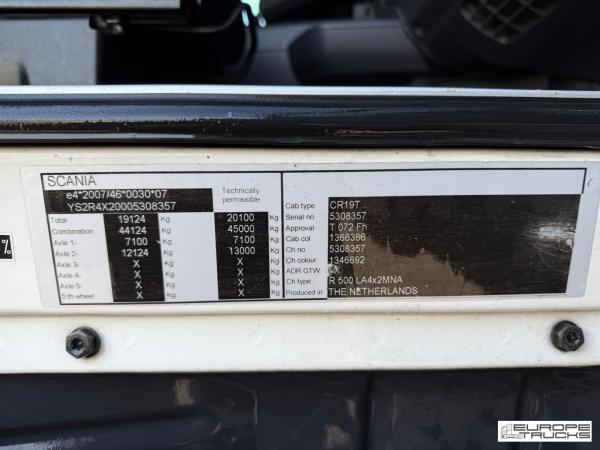 SCANIA
e4*2007/46*0030*07
YS2R4X20005308357
Technically permissible
Total 19124 Kg 20100 Kg
Combination 44124 Kg 45000 Kg
Axle 1- 7100 Kg 7100 Kg
Axle 2- 12124 Kg 13000 Kg
Axle 3- X Kg X Kg
Axle 4- X Kg X Kg
Axle 5- X Kg X Kg
5 th wheel X Kg X Kg
Cab type CR19T
Serial no 5308357
Approval T 072 Fh
Cab col 1366386
Ch no 5308357
Ch colour 1346692
ADR GTW X
Ch type R 500 LA4x2MNA
Produced in THE NETHERLANDS
%
EUROPE
TRUCKS